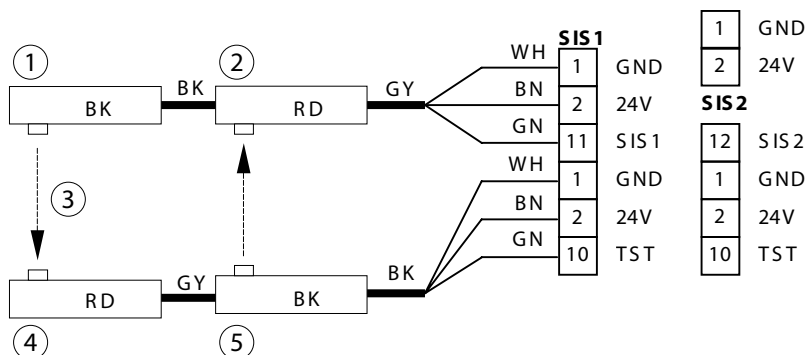 1 GND
SIS1
1 2 WH
BK GY 1 GND 2 24V
BN SIS2
BK RD 2 24V
GN
11 SIS1 12 SIS2
WH
1 GND 1 GND
3
BN
2 24V 2 24V
GN
BK 10 TST 10 TST
GY
RD BK
4 5